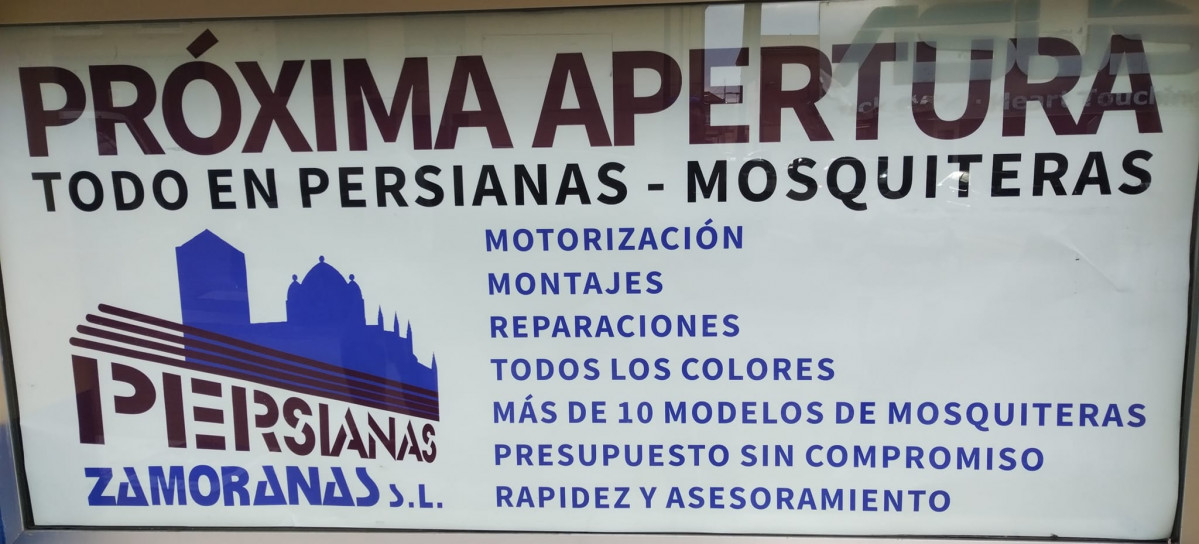 PRÓXIMA APERTURA
TODO EN PERSIANAS - MOSQUITERAS
MOTORIZACIÓN
MONTAJES
REPARACIONES
TODOS LOS COLORES
MÁS DE 10 MODELOS DE MOSQUITERAS
PRESUPUESTO SIN COMPROMISO
RAPIDEZ Y ASESORAMIENTO
PERSIANAS
ZAMORANAS S.L.